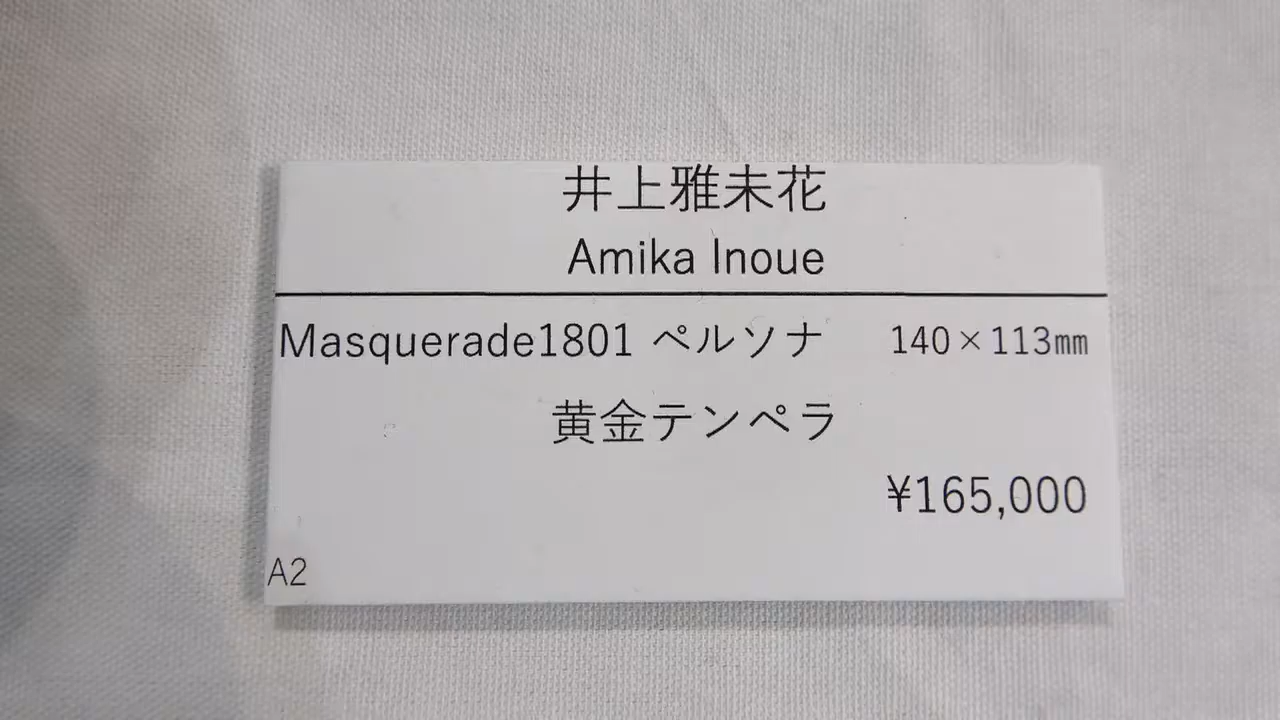 井上雅未花
Amika Inoue
Masquerade1801 ペルソナ 140×113㎜
黄金テンペラ
¥165,000
A2